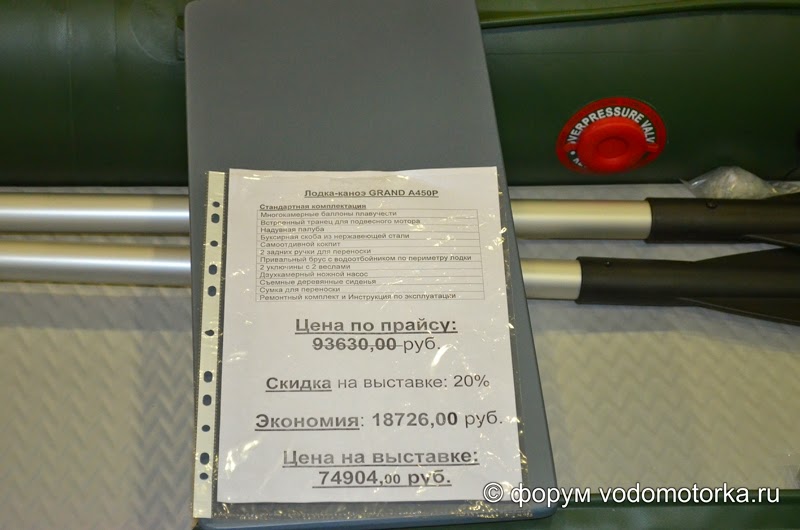 OVERPRESSURE VALV
Лодка-каноэ GRAND A450P
Стандартная комплектация
Многокамерные баллоны плавучести
Встроенный транец для подвесного мотора
Надувная палуба
Буксирная скоба из нержавеющей стали
Самоотливной кокпит
2 задних ручки для переноски
Привальный брус с водоотбойником по периметру лодки
2 уключины с 2 веслами
Двухкамерный ножной насос
Съемные деревянные сиденья
Сумка для переноски
Ремонтный комплект и Инструкция по эксплуатации
Цена по прайсу:
93630,00 руб.
Скидка на выставке: 20%
Экономия: 18726,00 руб.
Цена на выставке:
74904,00 руб.
© форум vodomotorka.ru